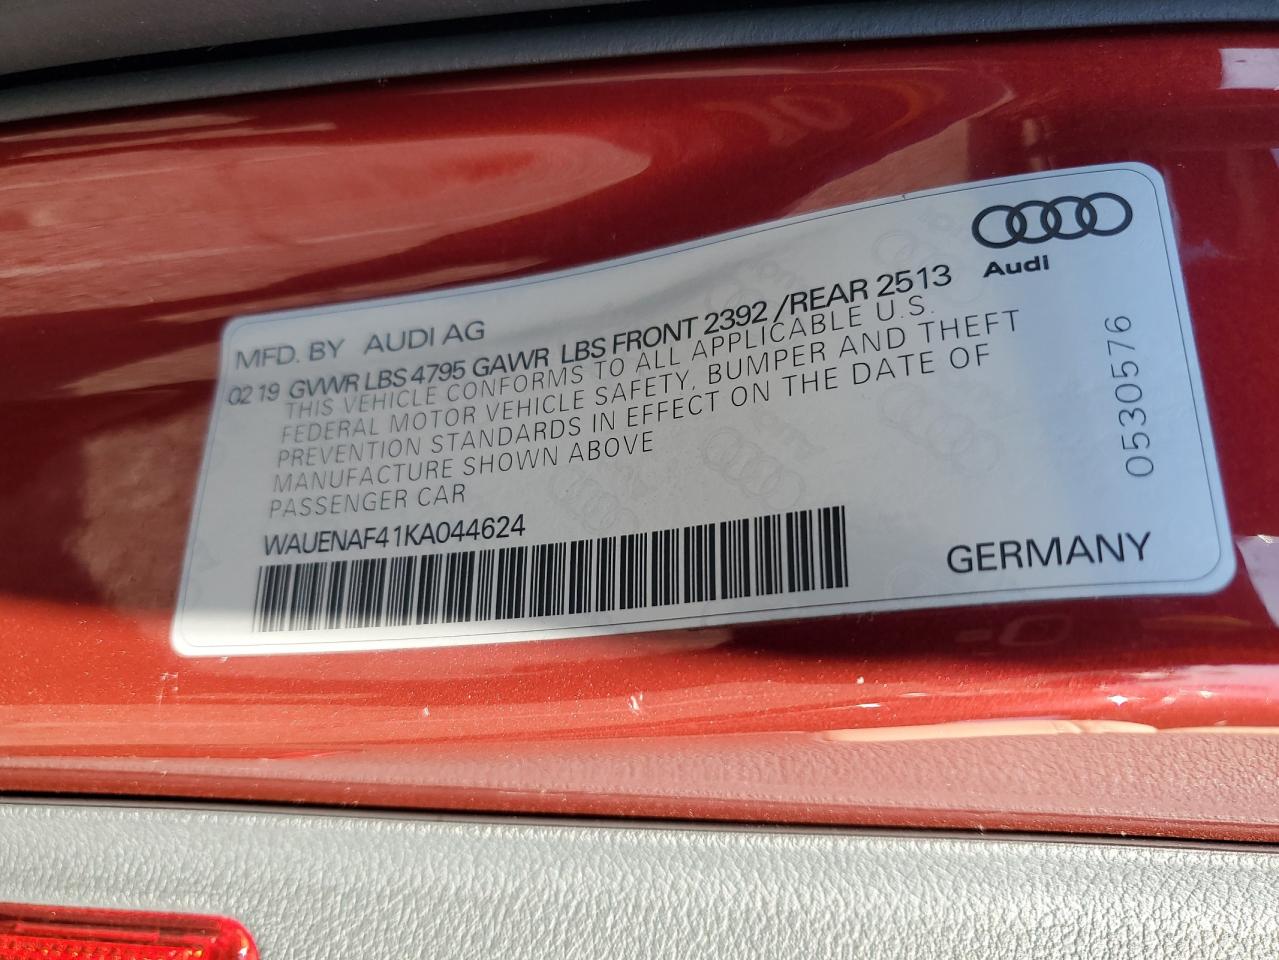 Audi
MFD. BY AUDI AG
02 19 GVWR LBS 4795 GAWR LBS FRONT 2392 /REAR 2513
THIS VEHICLE CONFORMS TO ALL APPLICABLE U.S.
FEDERAL MOTOR VEHICLE SAFETY, BUMPER AND THEFT
PREVENTION STANDARDS IN EFFECT ON THE DATE OF
MANUFACTURE SHOWN ABOVE
PASSENGER CAR
WAUENAF41KA044624
GERMANY
0530576